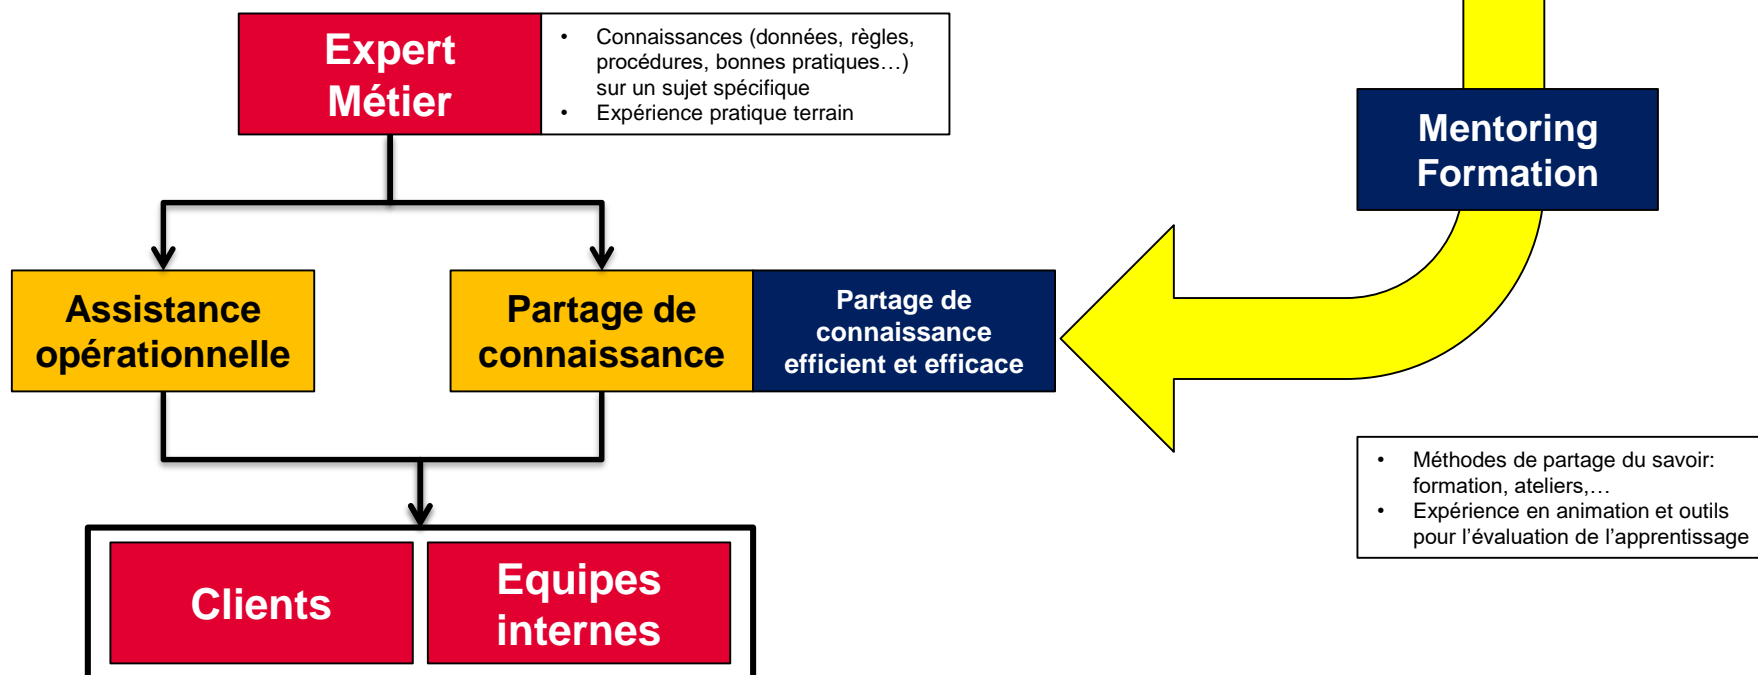 Expert
Métier
• Connaissances (données, règles,
procédures, bonnes pratiques…)
sur un sujet spécifique
• Expérience pratique terrain
Mentoring
Formation
Assistance
opérationnelle
Partage de
connaissance
Partage de
connaissance
efficient et efficace
• Méthodes de partage du savoir:
formation, ateliers,…
• Expérience en animation et outils
pour l’évaluation de l’apprentissage
Clients
Equipes
internes